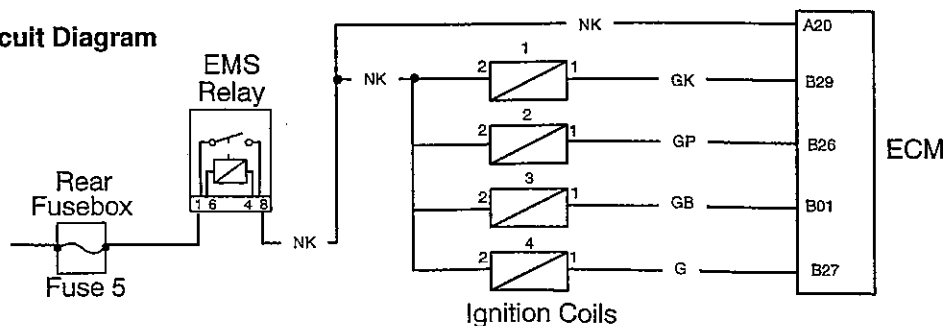 cuit Diagram
EMS
Relay
1 6 4 8
Rear
Fusebox
Fuse 5
NK
NK
NK
A20
1
2 1
GK
B29
2
2 1
GP
B26
3
2 1
GB
B01
4
2 1
G
B27
ECM
Ignition Coils